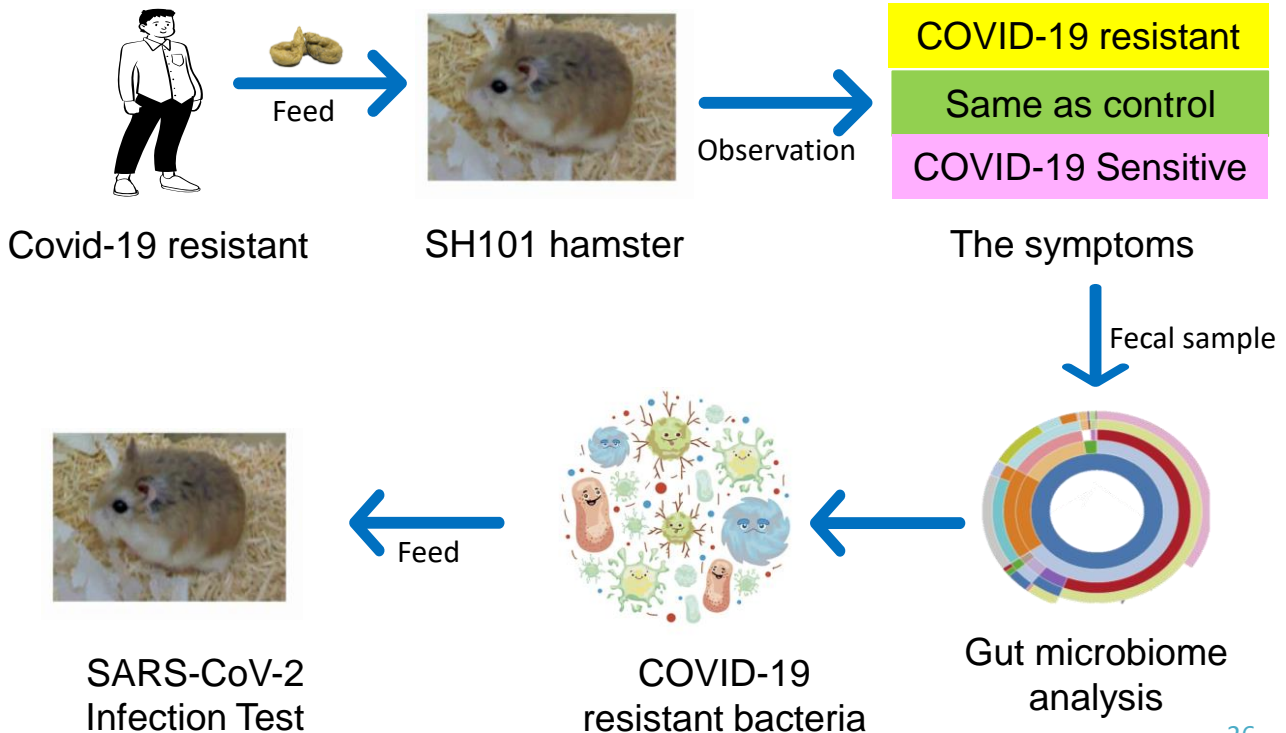 Feed
Observation
COVID-19 resistant
Same as control
COVID-19 Sensitive
Covid-19 resistant
SH101 hamster
The symptoms
Fecal sample
Feed
SARS-CoV-2
Infection Test
COVID-19
resistant bacteria
Gut microbiome
analysis